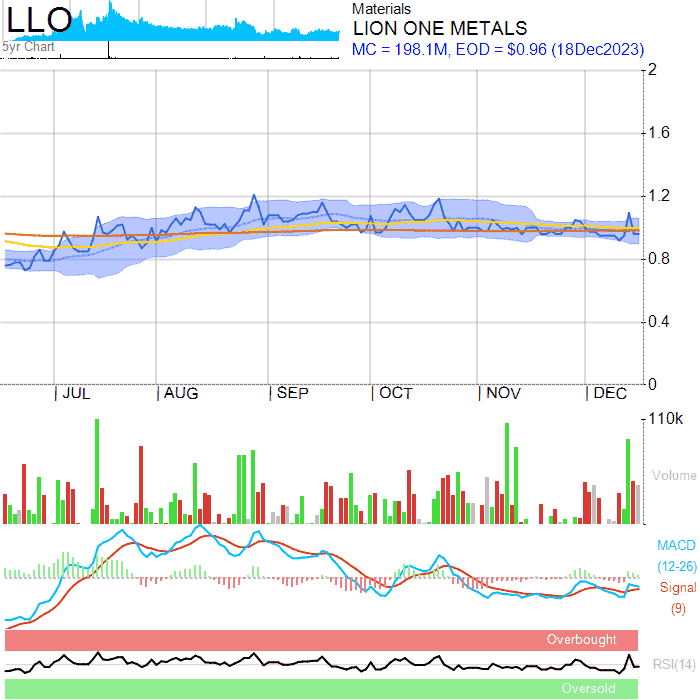 LLO
5yr Chart
Materials
LION ONE METALS
MC = 198.1M, EOD = $0.96 (18Dec2023)
2
1.6
1.2
0.8
0.4
0
JUL AUG SEP OCT NOV DEC
110k
Volume
MACD
(12-26)
Signal
(9)
Overbought
RSI(14)
Oversold